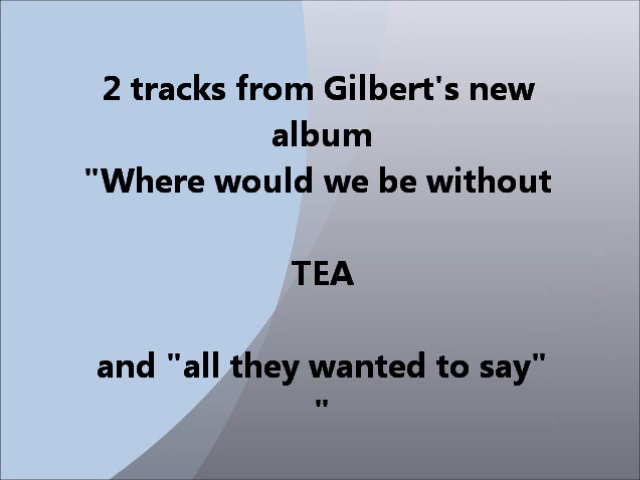 2 tracks from Gilbert's new
album
"Where would we be without
TEA
and "all they wanted to say"
"